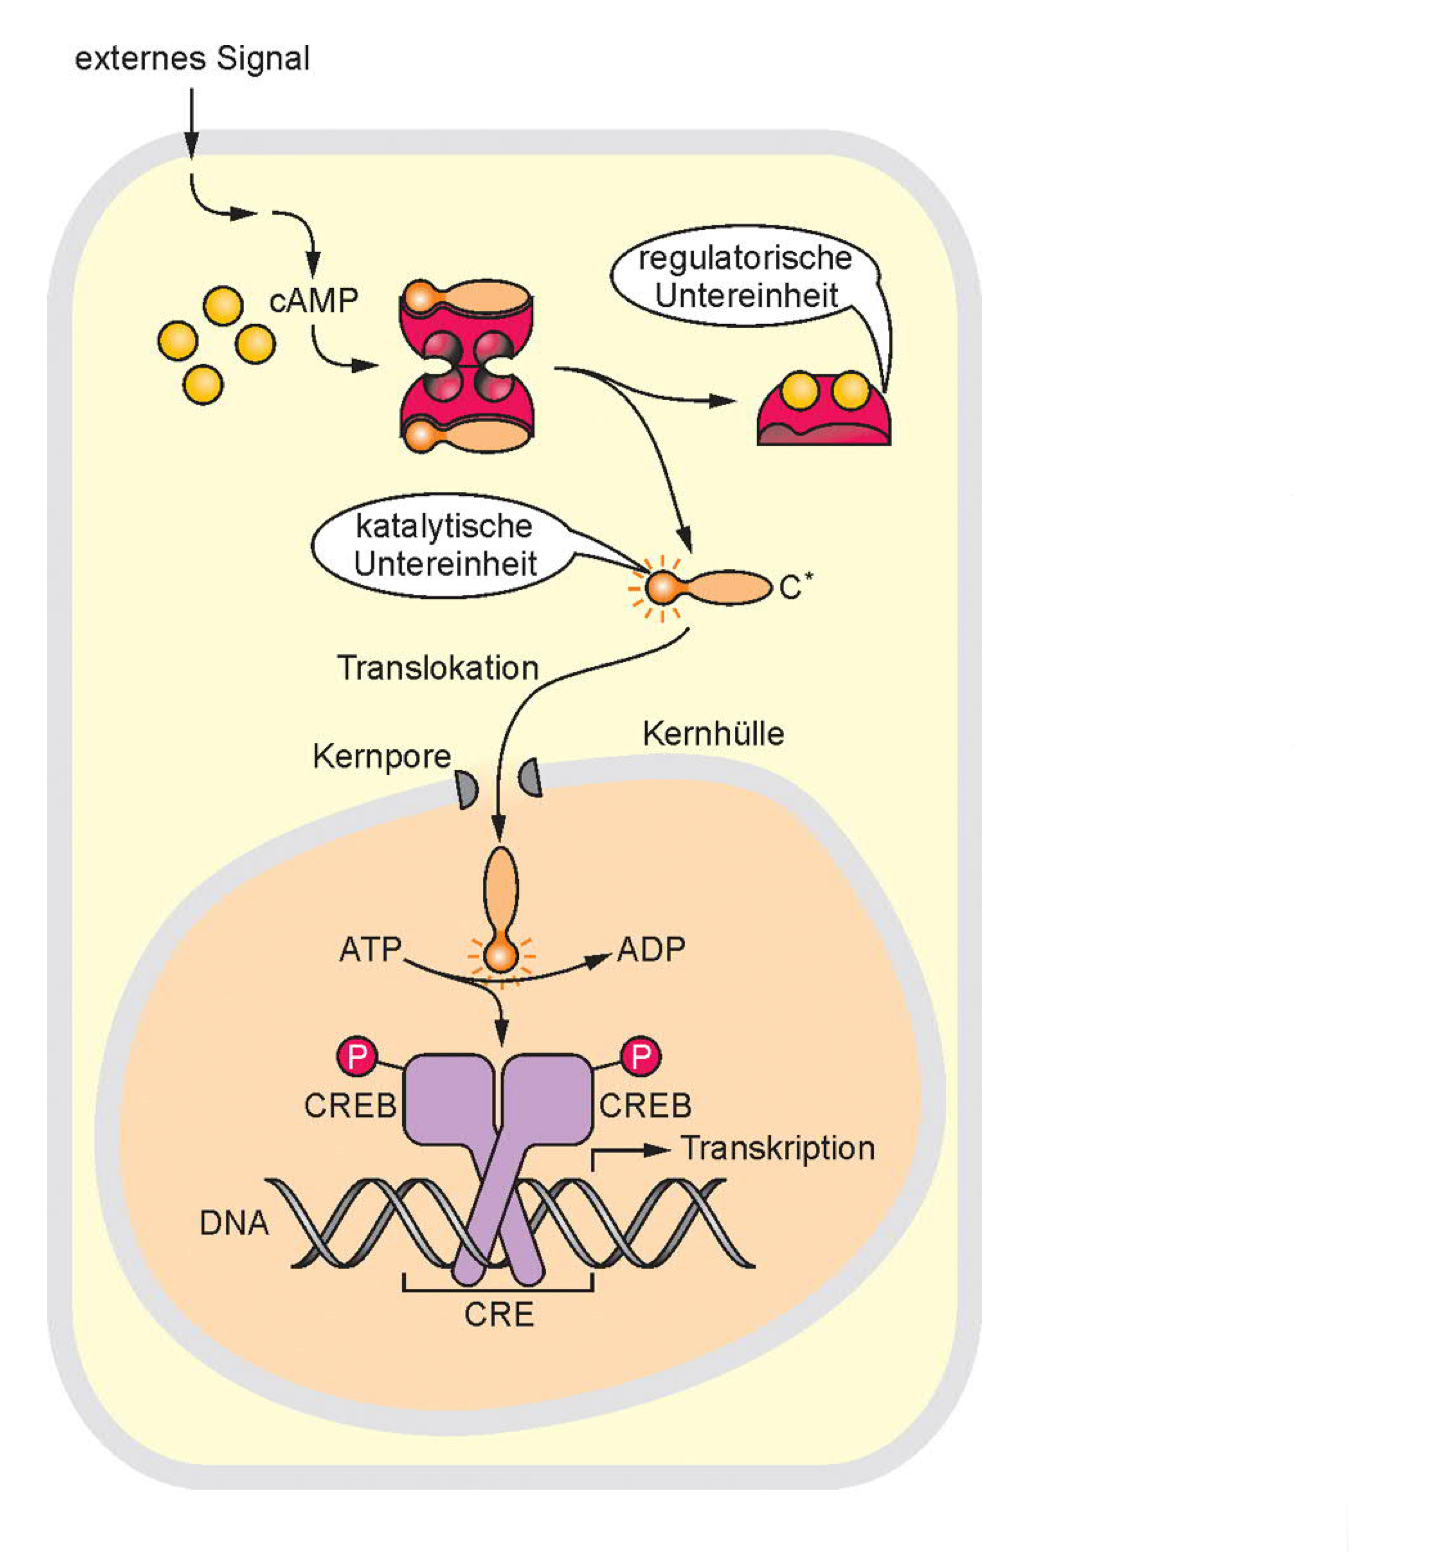 externes Signal
cAMP
regulatorische
Untereinheit
katalytische
Untereinheit
C*
Translokation
Kernhülle
Kernpore
ATP
ADP
P
P
CREB
CREB
Transkription
DNA
CRE